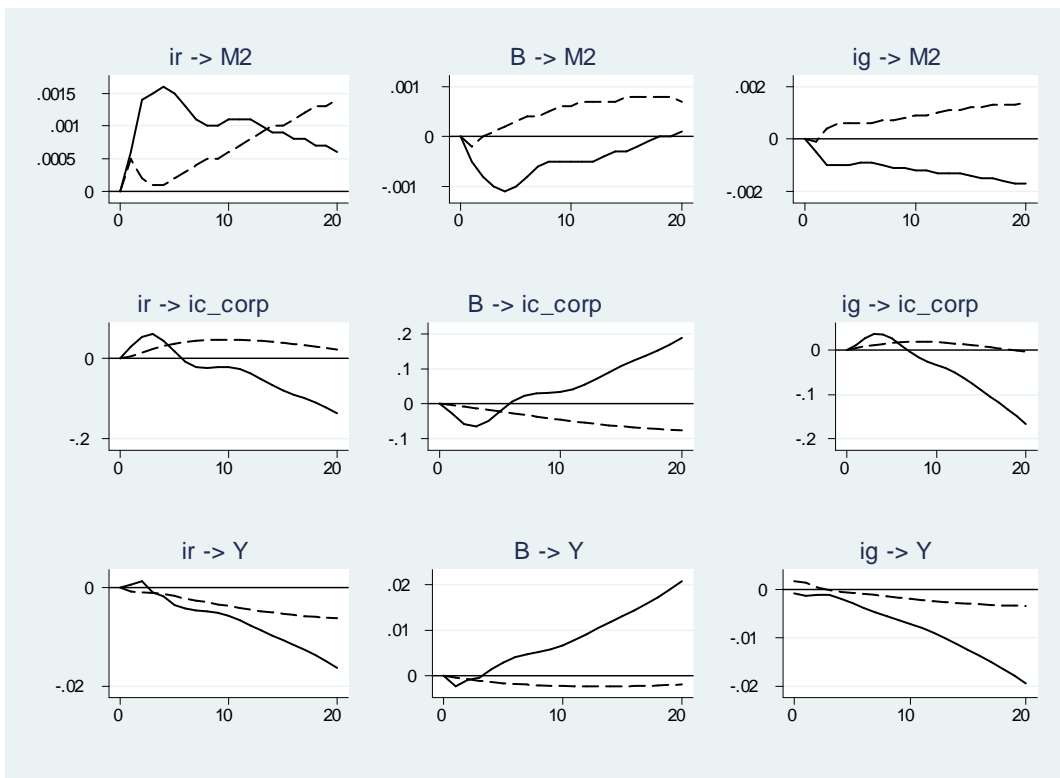 ir -> M2
.0015
.001
.0005
0
0 10 20
B -> M2
.001
0
-.001
0 10 20
ig -> M2
.002
0
-.002
0 10 20
ir -> ic_corp
0
-.2
0 10 20
B -> ic_corp
.2
.1
0
-.1
0 10 20
ig -> ic_corp
0
-.1
-.2
0 10 20
ir -> Y
0
-.02
0 10 20
B -> Y
.02
.01
0
0 10 20
ig -> Y
0
-.01
-.02
0 10 20